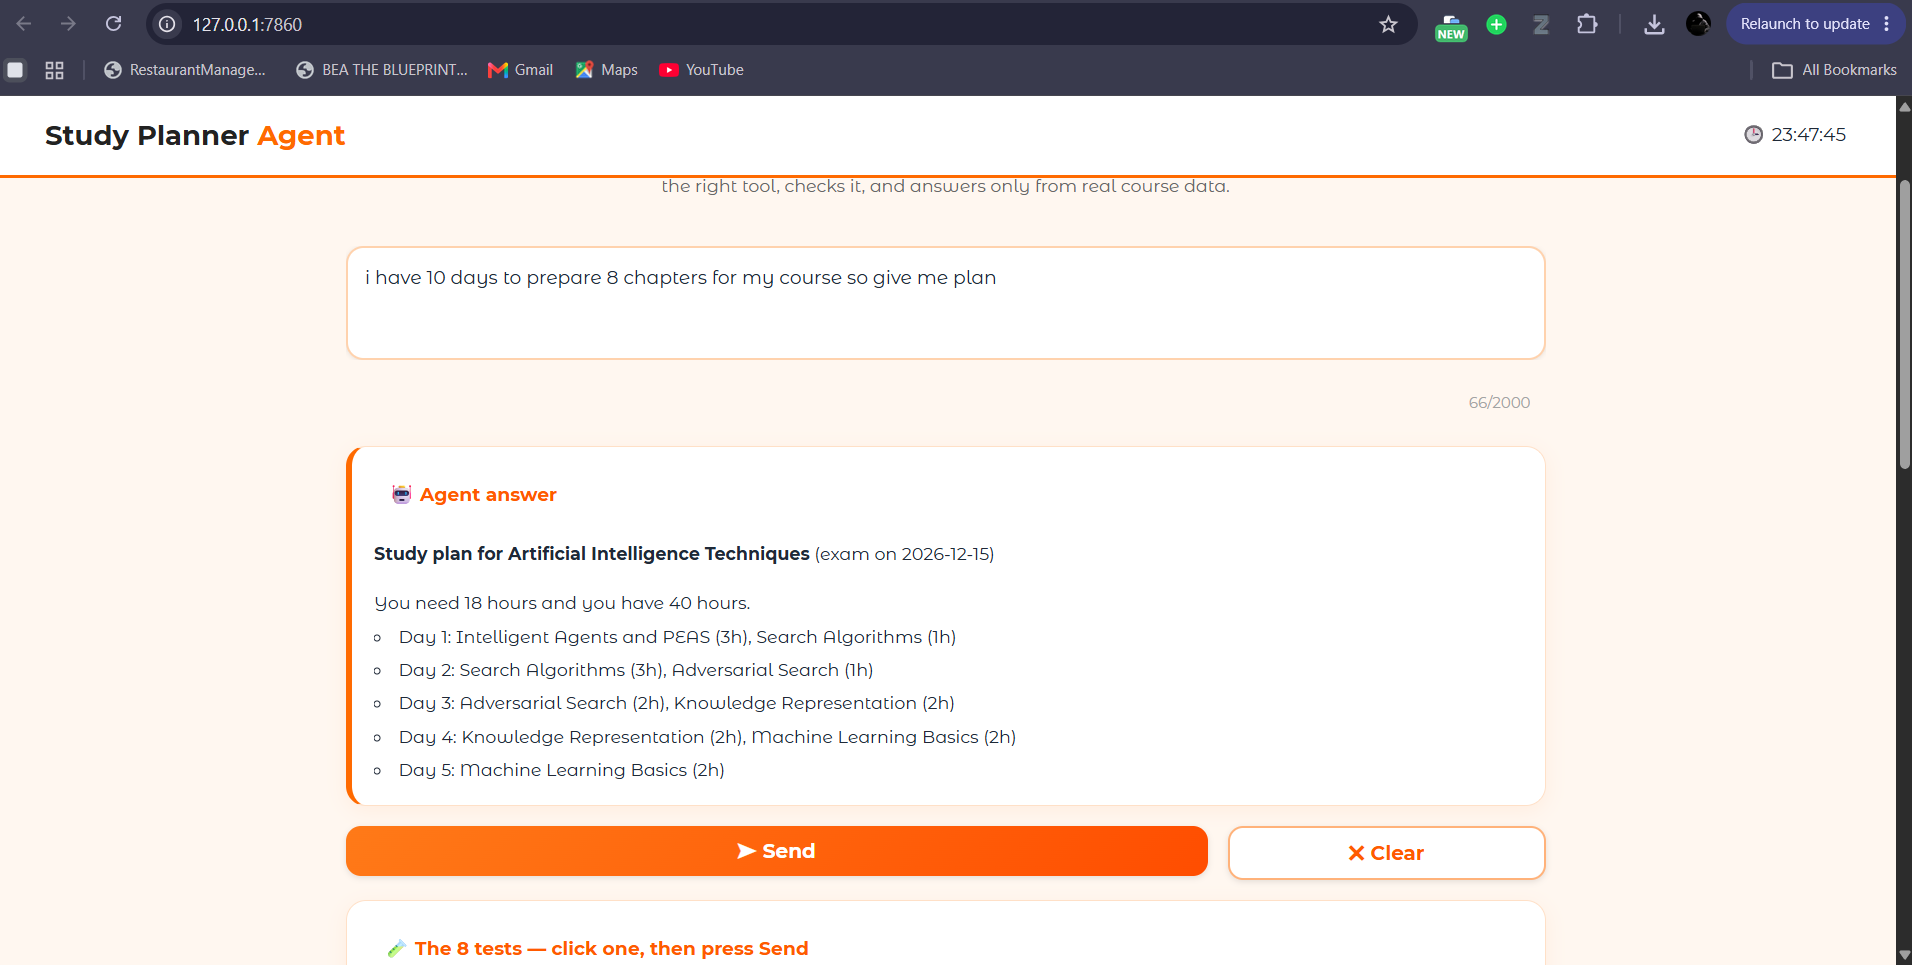 127.0.0.1:7860
NEW
Relaunch to update
RestaurantManage...
BEA THE BLUEPRINT...
Gmail
Maps
YouTube
All Bookmarks
Study Planner Agent
23:47:45
the right tool, checks it, and answers only from real course data.
i have 10 days to prepare 8 chapters for my course so give me plan
66/2000
Agent answer
Study plan for Artificial Intelligence Techniques (exam on 2026-12-15)
You need 18 hours and you have 40 hours.
Day 1: Intelligent Agents and PEAS (3h), Search Algorithms (1h)
Day 2: Search Algorithms (3h), Adversarial Search (1h)
Day 3: Adversarial Search (2h), Knowledge Representation (2h)
Day 4: Knowledge Representation (2h), Machine Learning Basics (2h)
Day 5: Machine Learning Basics (2h)
➤ Send
✕ Clear
The 8 tests — click one, then press Send